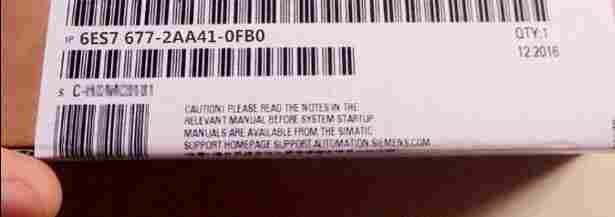 1P 6ES7 677-2AA41-0FB0
QTY:1
12.2016
S
CAUTION! PLEASE READ THE NOTES IN THE
RELEVANT MANUAL BEFORE SYSTEM STARTUP.
MANUALS ARE AVAILABLE FROM THE SIMATIC
SUPPORT HOMEPAGE SUPPORT.AUTOMATION.SIEMENS.COM